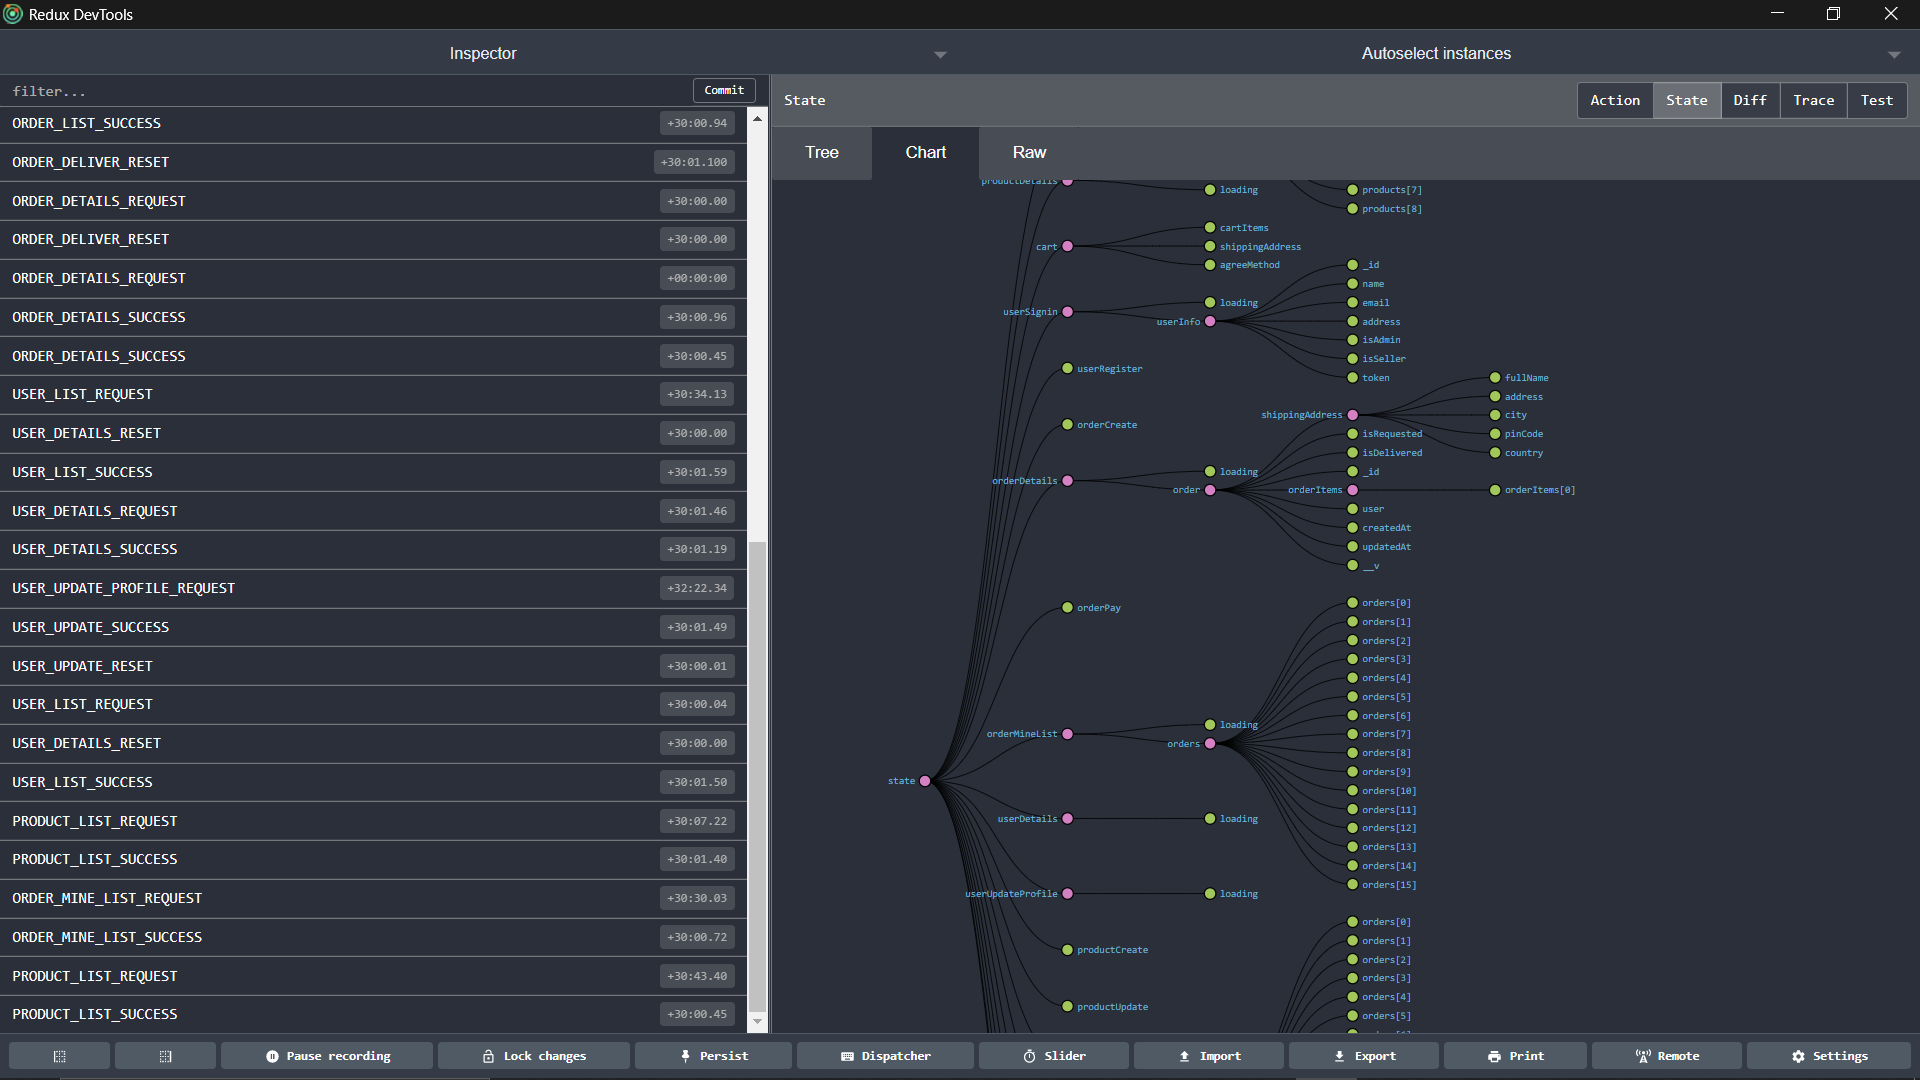 Redux DevTools
Inspector
Autoselect instances
filter...
Commit
ORDER_LIST_SUCCESS +30:00.94
ORDER_DELIVER_RESET +30:01.100
ORDER_DETAILS_REQUEST +30:00.00
ORDER_DELIVER_RESET +30:00.00
ORDER_DETAILS_REQUEST +00:00:00
ORDER_DETAILS_SUCCESS +30:00.96
ORDER_DETAILS_SUCCESS +30:00.45
USER_LIST_REQUEST +30:34.13
USER_DETAILS_RESET +30:00.00
USER_LIST_SUCCESS +30:01.59
USER_DETAILS_REQUEST +30:01.46
USER_DETAILS_SUCCESS +30:01.19
USER_UPDATE_PROFILE_REQUEST +32:22.34
USER_UPDATE_SUCCESS +30:01.49
USER_UPDATE_RESET +30:00.01
USER_LIST_REQUEST +30:00.04
USER_DETAILS_RESET +30:00.00
USER_LIST_SUCCESS +30:01.50
PRODUCT_LIST_REQUEST +30:07.22
PRODUCT_LIST_SUCCESS +30:01.40
ORDER_MINE_LIST_REQUEST +30:30.03
ORDER_MINE_LIST_SUCCESS +30:00.72
PRODUCT_LIST_REQUEST +30:43.40
PRODUCT_LIST_SUCCESS +30:00.45
State
Action State Diff Trace Test
Tree Chart Raw
productDetails
loading
products[7]
products[8]
cart
cartItems
shippingAddress
agreeMethod
userSignin
loading
userInfo
_id
name
email
address
isAdmin
isSeller
token
userRegister
orderCreate
orderDetails
loading
order
shippingAddress
fullName
address
city
pinCode
country
isRequested
isDelivered
_id
orderItems
orderItems[0]
user
createdAt
updatedAt
__v
orderPay
orderMineList
loading
orders
orders[0]
orders[1]
orders[2]
orders[3]
orders[4]
orders[5]
orders[6]
orders[7]
orders[8]
orders[9]
orders[10]
orders[11]
orders[12]
orders[13]
orders[14]
orders[15]
state
userDetails
loading
userUpdateProfile
loading
productCreate
productUpdate
orders[0]
orders[1]
orders[2]
orders[3]
orders[4]
orders[5]
Pause recording Lock changes Persist Dispatcher Slider Import Export Print Remote Settings